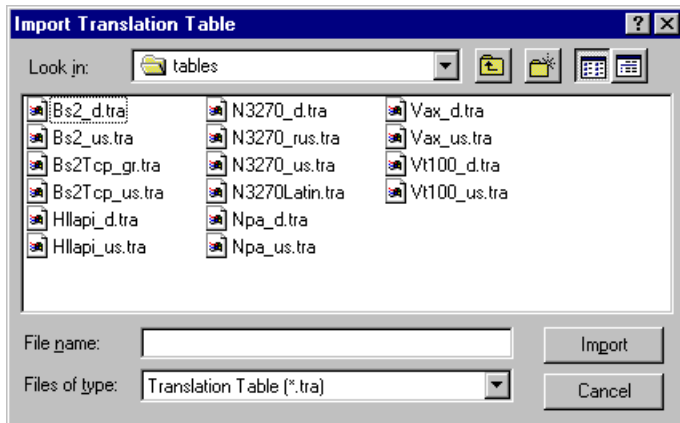 Import Translation Table
Look in: tables
Bs2_d.tra N3270_d.tra Vax_d.tra
Bs2_us.tra N3270_rus.tra Vax_us.tra
Bs2Tcp_gr.tra N3270_us.tra Vt100_d.tra
Bs2Tcp_us.tra N3270Latin.tra Vt100_us.tra
Hllapi_d.tra Npa_d.tra
Hllapi_us.tra Npa_us.tra
File name: Import
Files of type: Translation Table (*.tra) Cancel